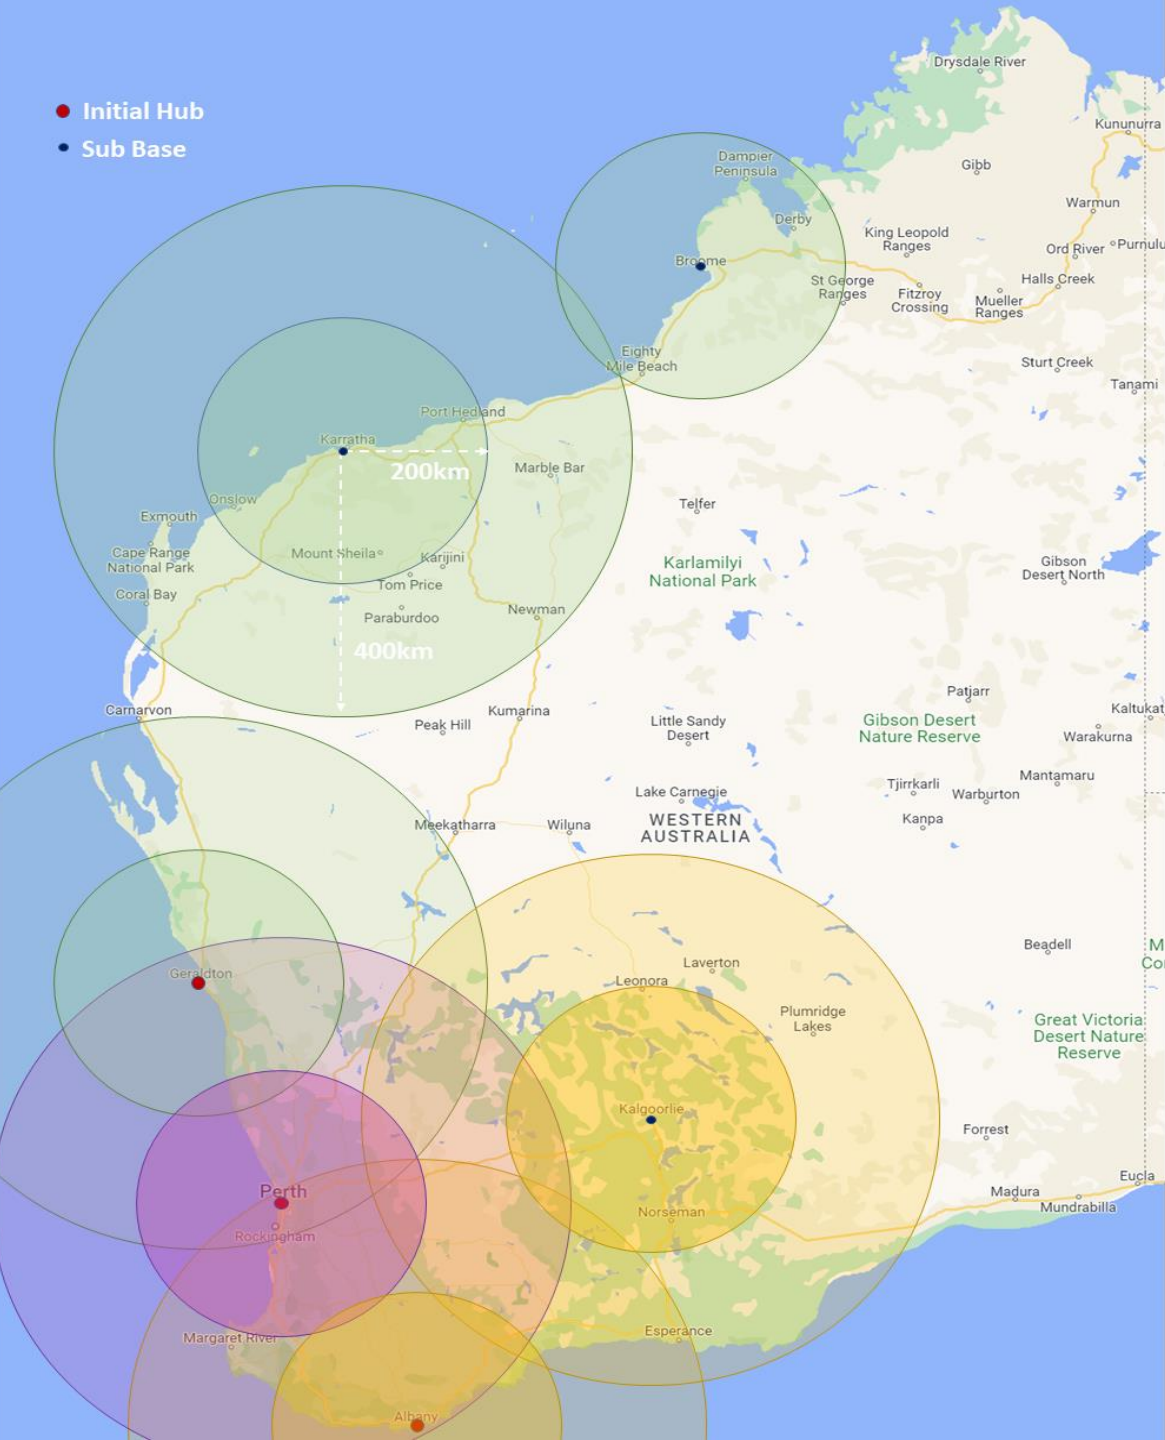 Drysdale River
Initial Hub
Kununurra
Sub Base
Dampier
Peninsula
Gibb
Warmun
Derby
King Leopold
Ranges
Ord River
Purnulu
Broome
St George
Ranges
Halls Creek
Fitzroy
Crossing
Mueller
Ranges
Eighty
Mile Beach
Sturt Creek
Tanami
Port Hedland
Karratha
200km
Marble Bar
Onslow
Telfer
Exmouth
Cape Range
National Park
Mount Sheila
Karijini
Karlamilyi
National Park
Gibson
Desert North
Tom Price
Coral Bay
Paraburdoo
Newman
400km
Patjarr
Carnarvon
Kumarina
Peak Hill
Little Sandy
Desert
Gibson Desert
Nature Reserve
Kaltukat
Warakurna
Mantamaru
Tjirrkarli
Warburton
Lake Carnegie
WESTERN
AUSTRALIA
Kanpa
Meekatharra
Wiluna
Beadell
M
Co
Laverton
Geraldton
Leonora
Plumridge
Lakes
Great Victoria
Desert Nature
Reserve
Kalgoorlie
Forrest
Eucla
Perth
Madura
Mundrabilla
Norseman
Rockingham
Margaret River
Esperance
Albany